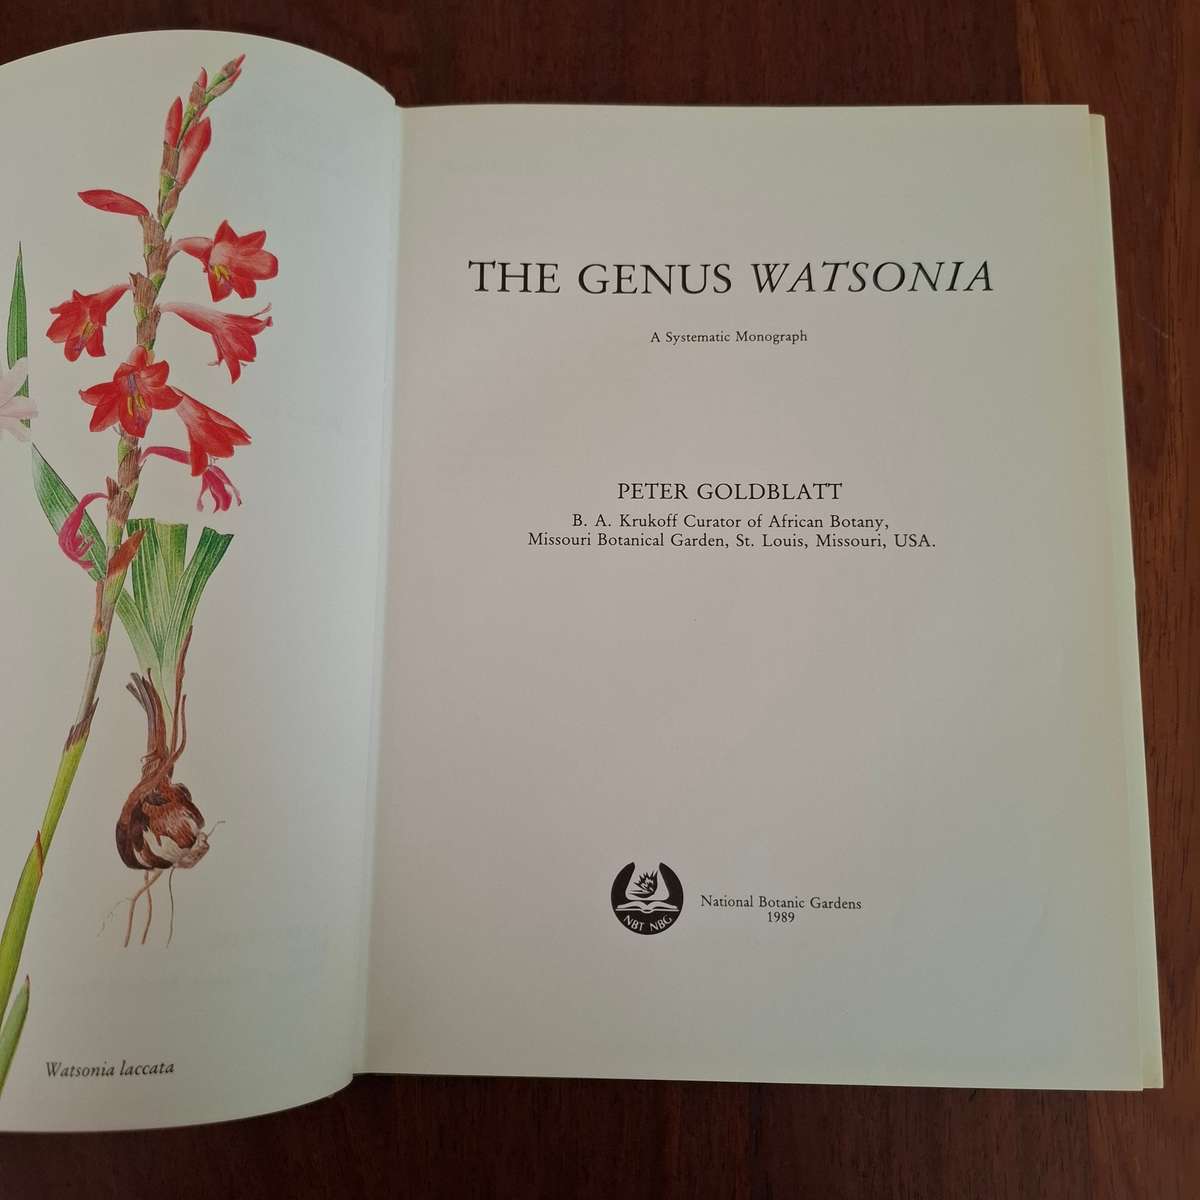 Watsonia laccata
THE GENUS WATSONIA
A Systematic Monograph
PETER GOLDBLATT
B. A. Krukoff Curator of African Botany,
Missouri Botanical Garden, St. Louis, Missouri, USA.
NBT NBG
National Botanic Gardens
1989